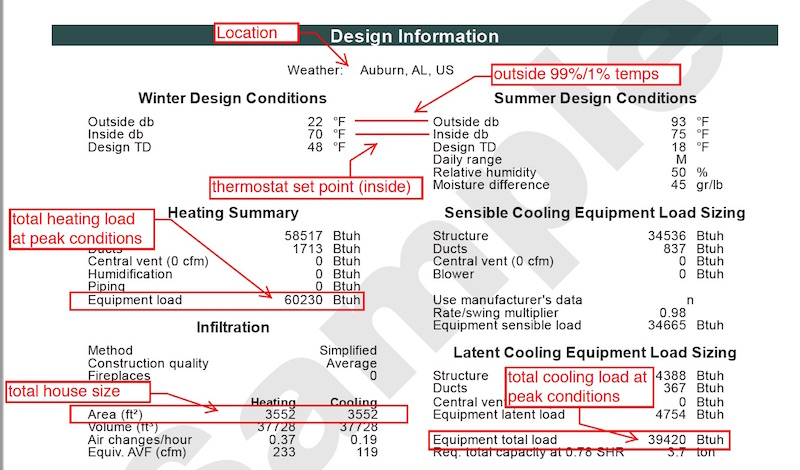 Location
Design Information
Weather: Auburn, AL, US
outside 99%/1% temps
Winter Design Conditions
Outside db 22 °F
Inside db 70 °F
Design TD 48 °F
Summer Design Conditions
Outside db 93 °F
Inside db 75 °F
Design TD 18 °F
Daily range M
Relative humidity 50 %
Moisture difference 45 gr/lb
thermostat set point (inside)
total heating load
at peak conditions
Heating Summary
58517 Btuh
Ducts 1713 Btuh
Central vent (0 cfm) 0 Btuh
Humidification 0 Btuh
Piping 0 Btuh
Equipment load 60230 Btuh
Sensible Cooling Equipment Load Sizing
Structure 34536 Btuh
Ducts 837 Btuh
Central vent (0 cfm) 0 Btuh
Blower 0 Btuh
Use manufacturer's data n
Rate/swing multiplier 0.98
Equipment sensible load 34665 Btuh
Infiltration
Method Simplified
Construction quality Average
Fireplaces 0
total house size
Heating Cooling
Area (ft²) 3552 3552
Volume (ft³) 37728 37728
Air changes/hour 0.37 0.19
Equiv. AVF (cfm) 233 119
Latent Cooling Equipment Load Sizing
total cooling load at
peak conditions
Structure 4388 Btuh
Ducts 367 Btuh
Central vent 0 Btuh
Equipment latent load 4754 Btuh
Equipment total load 39420 Btuh
Req. total capacity at 0.78 SHR 3.7 ton
sample